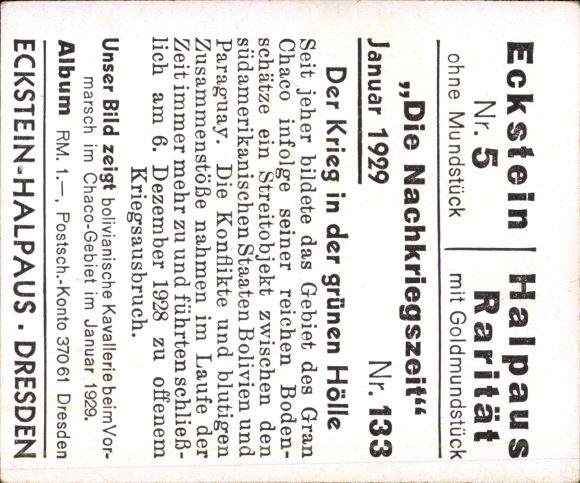 Eckstein | Halpaus
Nr. 5 Rarität
ohne Mundstück mit Goldmundstück
„Die Nachkriegszeit“
Januar 1929 Nr. 133
Der Krieg in der grünen Hölle
Seit jeher bildete das Gebiet des Gran
Chaco infolge seiner reichen Boden-
schätze ein Streitobjekt zwischen den
südamerikanischen Staaten Bolivien und
Paraguay. Die Konflikte und blutigen
Zusammenstöße nahmen im Laufe der
Zeit immer mehr zu und führten schließ-
lich am 6. Dezember 1928 zu offenem
Kriegsausbruch.
Unser Bild zeigt bolivianische Kavallerie beim Vor-
marsch im Chaco-Gebiet im Januar 1929.
Album RM. 1.—, Postsch.-Konto 37061 Dresden
ECKSTEIN-HALPAUS · DRESDEN